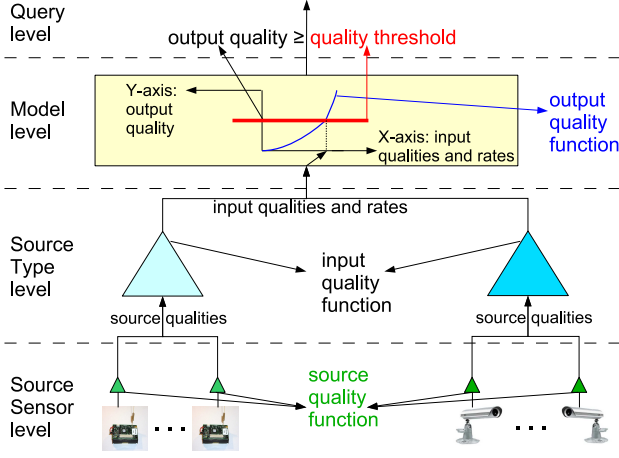 Query
level
output quality ≥ quality threshold
Model
level
Y-axis:
output
quality
X-axis: input
qualities and rates
output
quality
function
input qualities and rates
Source
Type
level
input
quality
function
source qualities
source qualities
Source
Sensor
level
source
quality
function
...
...